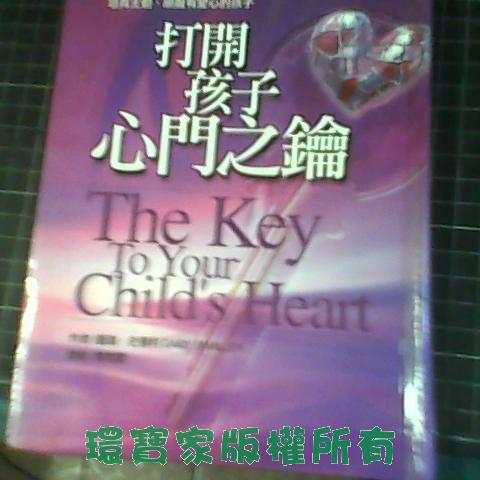 打開
孩子
心門之鑰
The Key
To Your
Child's Heart
環寶家版權所有